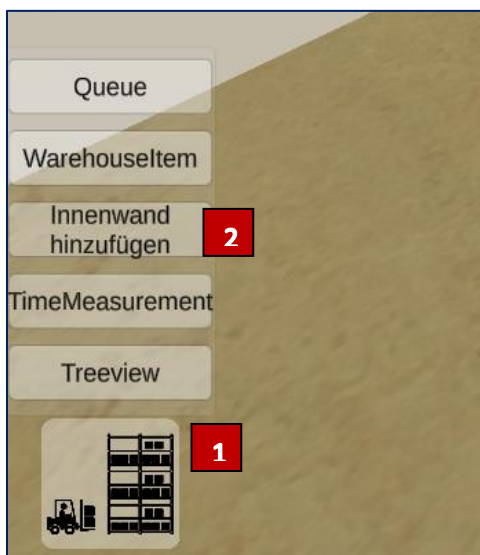 Queue
WarehouseItem
Innenwand
hinzufügen
2
TimeMeasurement
Treeview
1